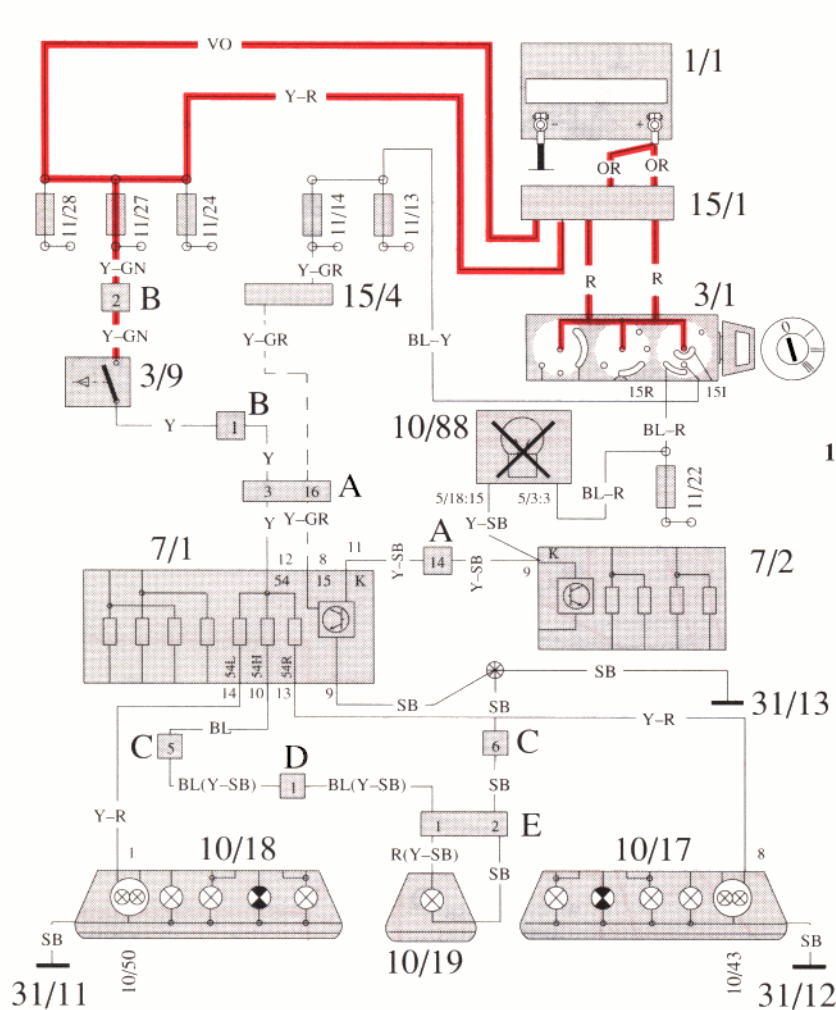 VO
1/1
Y–R
-
+
OR
OR
11/28
11/27
11/24
11/14
11/13
15/1
Y–GN
Y–GR
R
R
2
B
15/4
3/1
0
I
II
III
Y–GN
Y–GR
BL–Y
3/9
15R
15I
B
10/88
Y
1
BL–R
1
Y
3
16
A
5/18:15
5/3:3
BL–R
11/22
Y
Y–GR
Y–SB
A
7/1
12
8
11
Y–SB
14
Y–SB
K
7/2
54
15
K
9
54L
54H
54R
14
10
13
9
SB
SB
SB
31/13
BL
Y–R
C
5
D
6
C
BL(Y–SB)
1
BL(Y–SB)
SB
Y–R
1
2
E
1
10/18
R(Y–SB)
SB
10/17
8
SB
10/50
10/19
10/43
SB
31/11
31/12